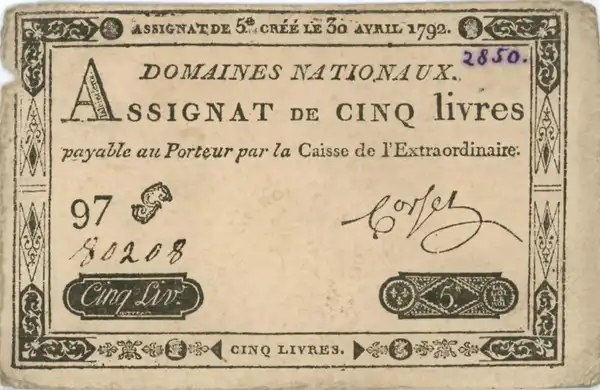 ASSIGNAT DE 5# CRÉÉ LE 30 AVRIL 1792.
2850.
DOMAINES NATIONAUX.
ASSIGNAT DE CINQ livres
payable au Porteur par la Caisse de l'Extraordinaire.
97 G
Corsel
80208
Cinq Liv.
5#
CINQ LIVRES.